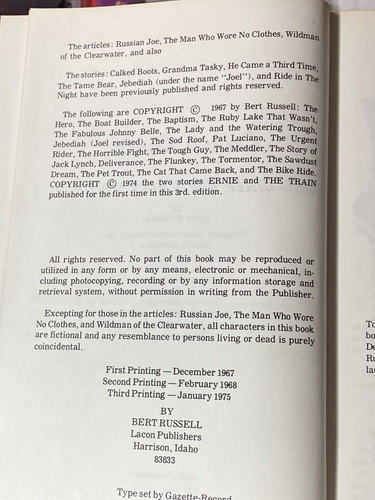 The articles: Russian Joe, The Man Who Wore No Clothes, Wildman
of the Clearwater, and also
The stories: Calked Boots, Grandma Tasky, He Came a Third Time,
The Tame Bear, Jebediah (under the name "Joel"), and Ride in The
Night have been previously published and rights reserved.
The following are COPYRIGHT © 1967 by Bert Russell: The
Hero, The Boat Builder, The Baptism, The Ruby Lake That Wasn't,
The Fabulous Johnny Belle, The Lady and the Watering Trough,
Jebediah (Joel revised), The Sod Roof, Pat Luciano, The Urgent
Rider, The Horrible Fight, The Tough Guy, The Meddler, The Story of
Jack Lynch, Deliverance, The Flunkey, The Tormentor, The Sawdust
Dream, The Pet Trout, The Cat That Came Back, and The Bike Ride.
COPYRIGHT © 1974 the two stories ERNIE and THE TRAIN
published for the first time in this 3rd. edition.
All rights reserved. No part of this book may be reproduced or
utilized in any form or by any means, electronic or mechanical, in-
cluding photocopying, recording or by any information storage and
retrieval system, without permission in writing from the Publisher.
Excepting for those in the articles: Russian Joe, The Man Who Wore
No Clothes, and Wildman of the Clearwater, all characters in this book
are fictional and any resemblance to persons living or dead is purely
coincidental.
First Printing — December 1967
Second Printing — February 1968
Third Printing — January 1975
BY
BERT RUSSELL
Lacon Publishers
Harrison, Idaho
83833
Type set by Gazette-Record